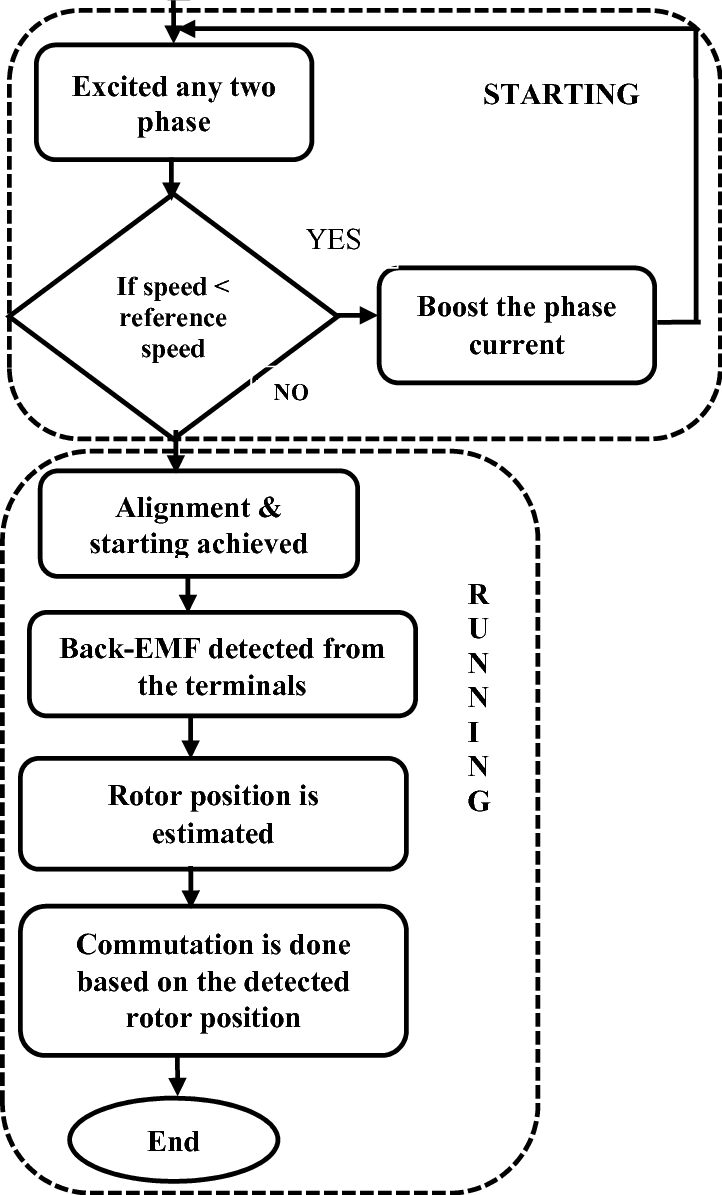 Excited any two
phase
STARTING
YES
If speed <
reference
speed
Boost the phase
current
NO
Alignment &
starting achieved
R
U
N
N
I
N
G
Back-EMF detected from
the terminals
Rotor position is
estimated
Commutation is done
based on the detected
rotor position
End